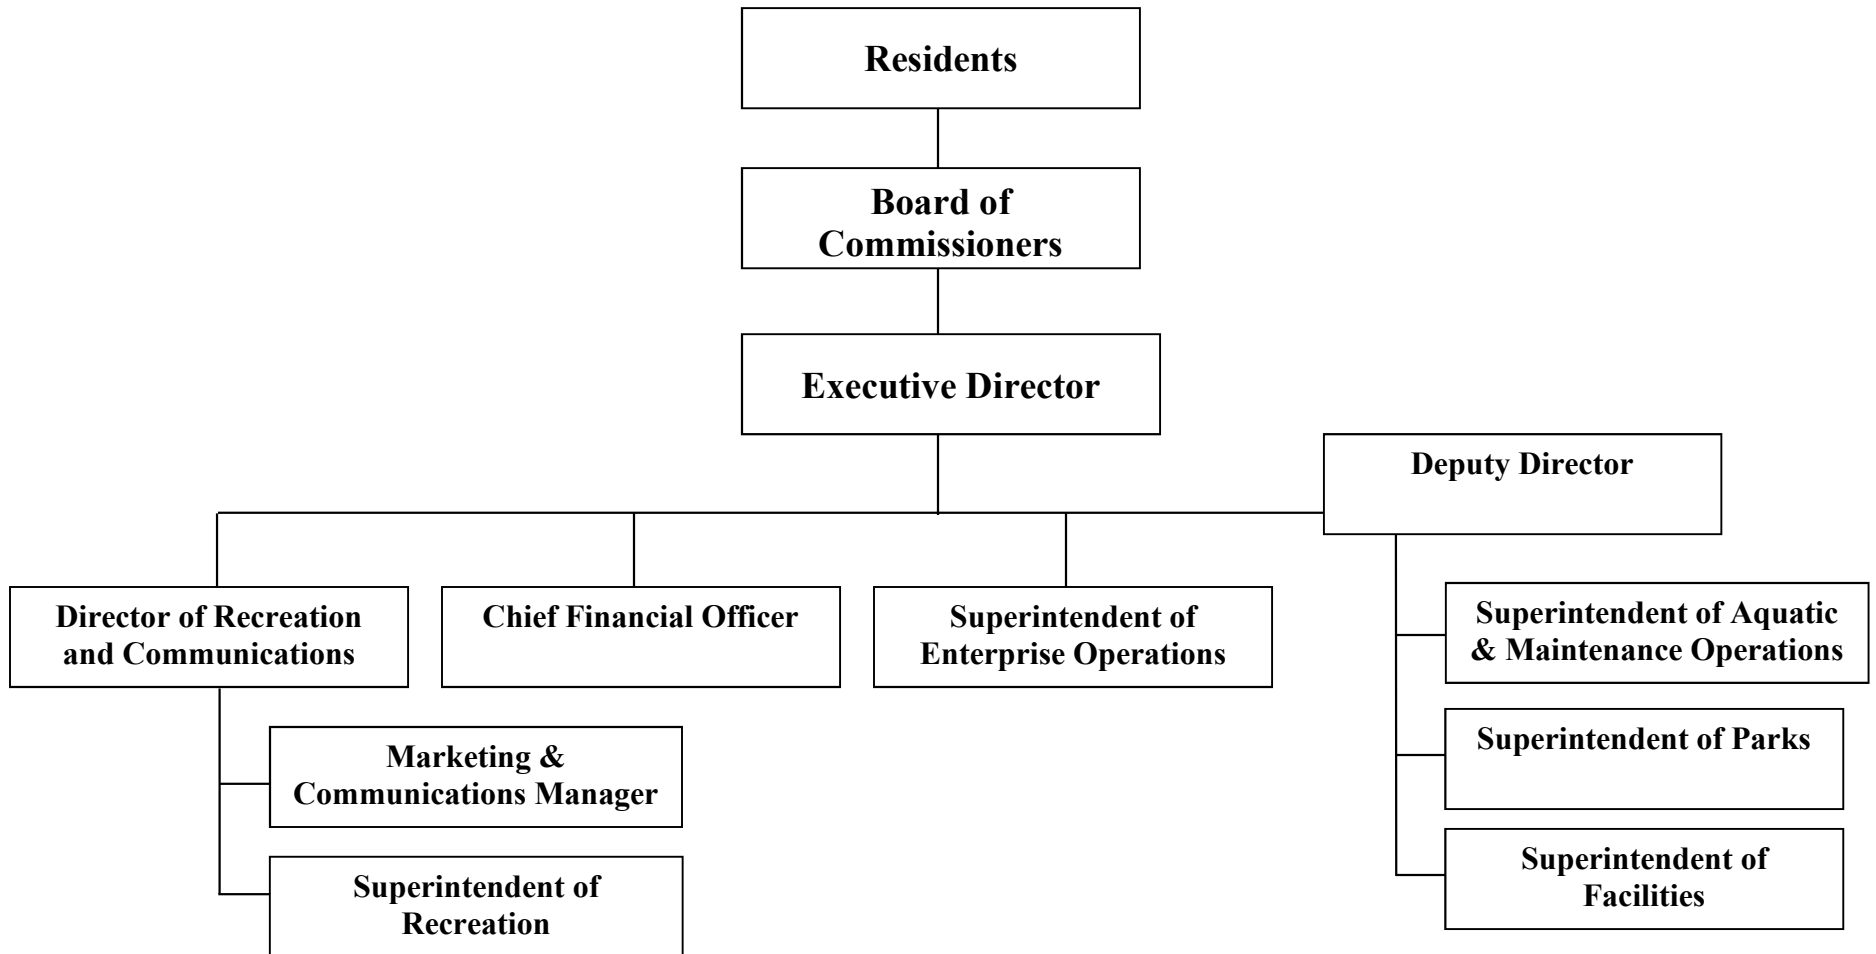 Residents
Board of
Commissioners
Executive Director
Deputy Director
Director of Recreation
and Communications
Chief Financial Officer
Superintendent of
Enterprise Operations
Superintendent of Aquatic
& Maintenance Operations
Superintendent of Parks
Superintendent of
Facilities
Marketing &
Communications Manager
Superintendent of
Recreation